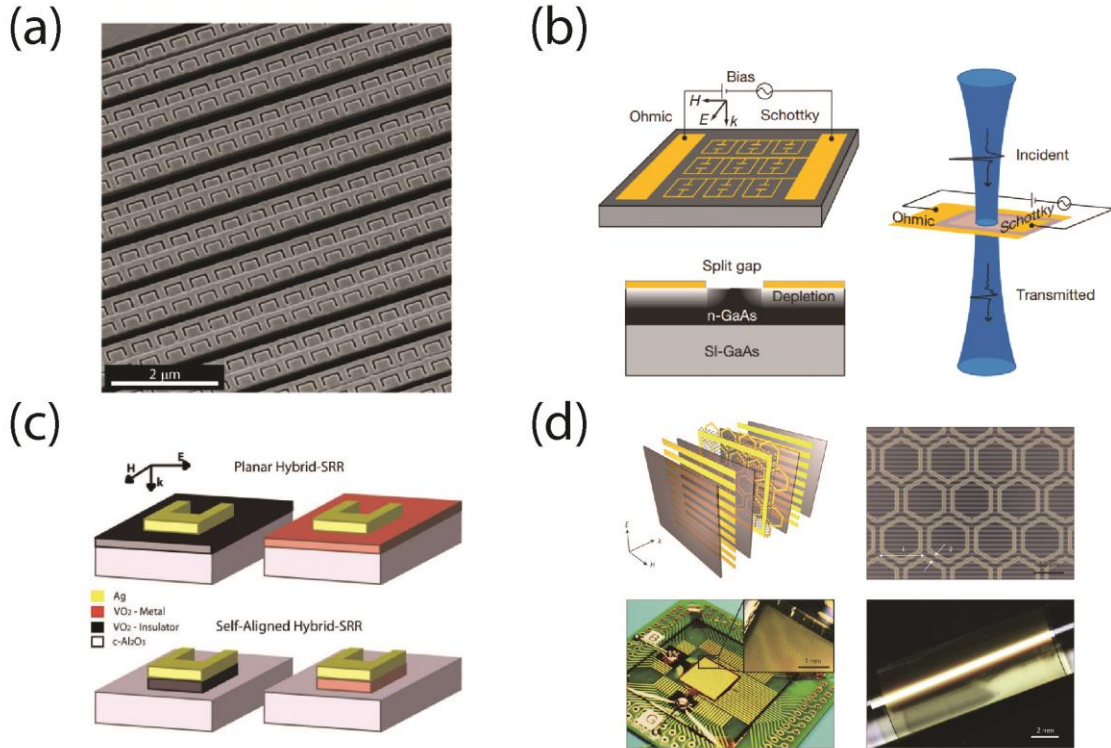 (a)
2 μm
(b)
Bias
H
E
k
Ohmic
Schottky
Split gap
Depletion
n-GaAs
SI-GaAs
Incident
Ohmic
Schottky
Transmitted
(c)
H
E
k
Planar Hybrid-SRR
Ag
VO₂ - Metal
VO₂ - Insulator
c-Al₂O₃
Self-Aligned Hybrid-SRR
(d)
E
k
H
B
G
1 mm
2 mm